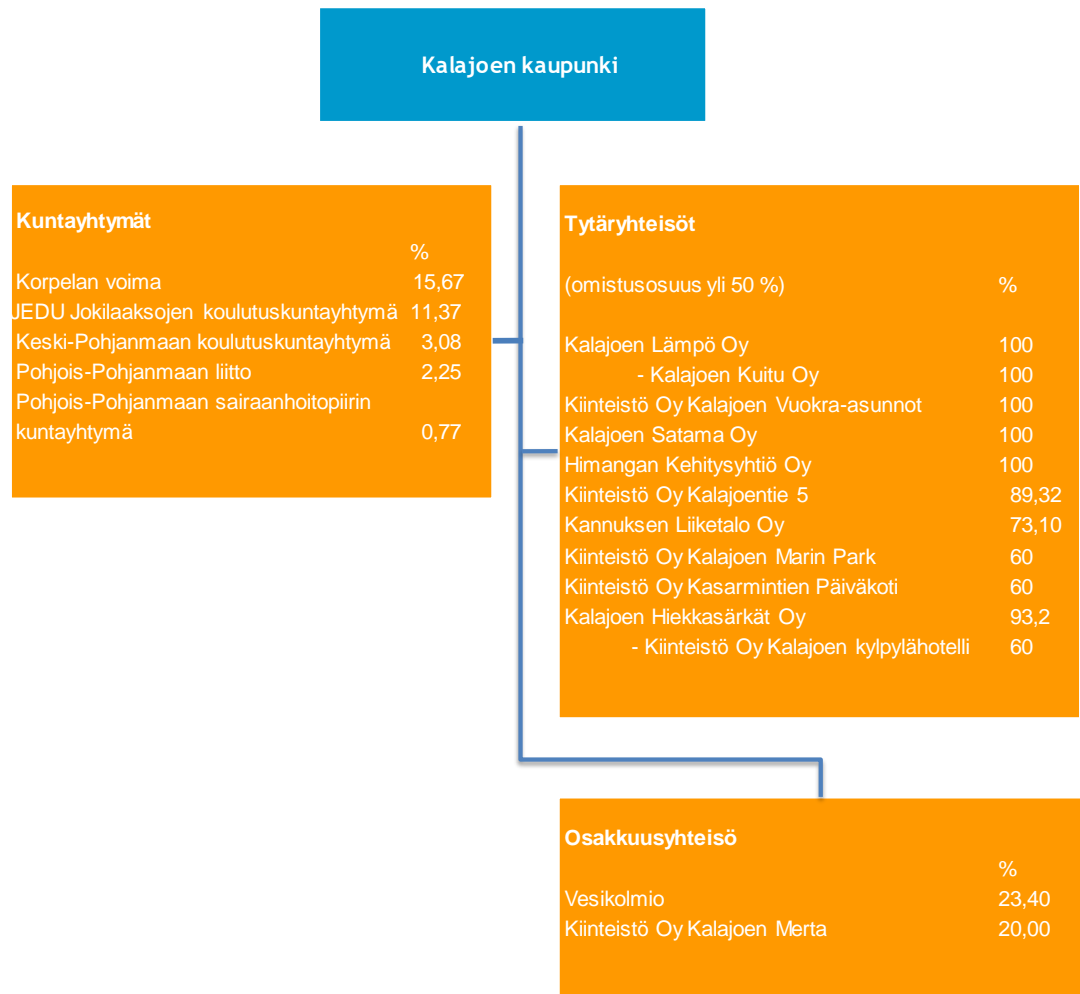 Kalajoen kaupunki
Kuntayhtymät
%
Korpelan voima 15,67
JEDU Jokilaaksojen koulutuskuntayhtymä 11,37
Keski-Pohjanmaan koulutuskuntayhtymä 3,08
Pohjois-Pohjanmaan liitto 2,25
Pohjois-Pohjanmaan sairaanhoitopiirin
kuntayhtymä 0,77
Tytäryhteisöt
(omistusosuus yli 50 %) %
Kalajoen Lämpö Oy 100
- Kalajoen Kuitu Oy 100
Kiinteistö Oy Kalajoen Vuokra-asunnot 100
Kalajoen Satama Oy 100
Himangan Kehitysyhtiö Oy 100
Kiinteistö Oy Kalajoentie 5 89,32
Kannuksen Liiketalo Oy 73,10
Kiinteistö Oy Kalajoen Marin Park 60
Kiinteistö Oy Kasarmintien Päiväkoti 60
Kalajoen Hiekkasärkät Oy 93,2
- Kiinteistö Oy Kalajoen kylpylähotelli 60
Osakkuusyhteisö
%
Vesikolmio 23,40
Kiinteistö Oy Kalajoen Merta 20,00